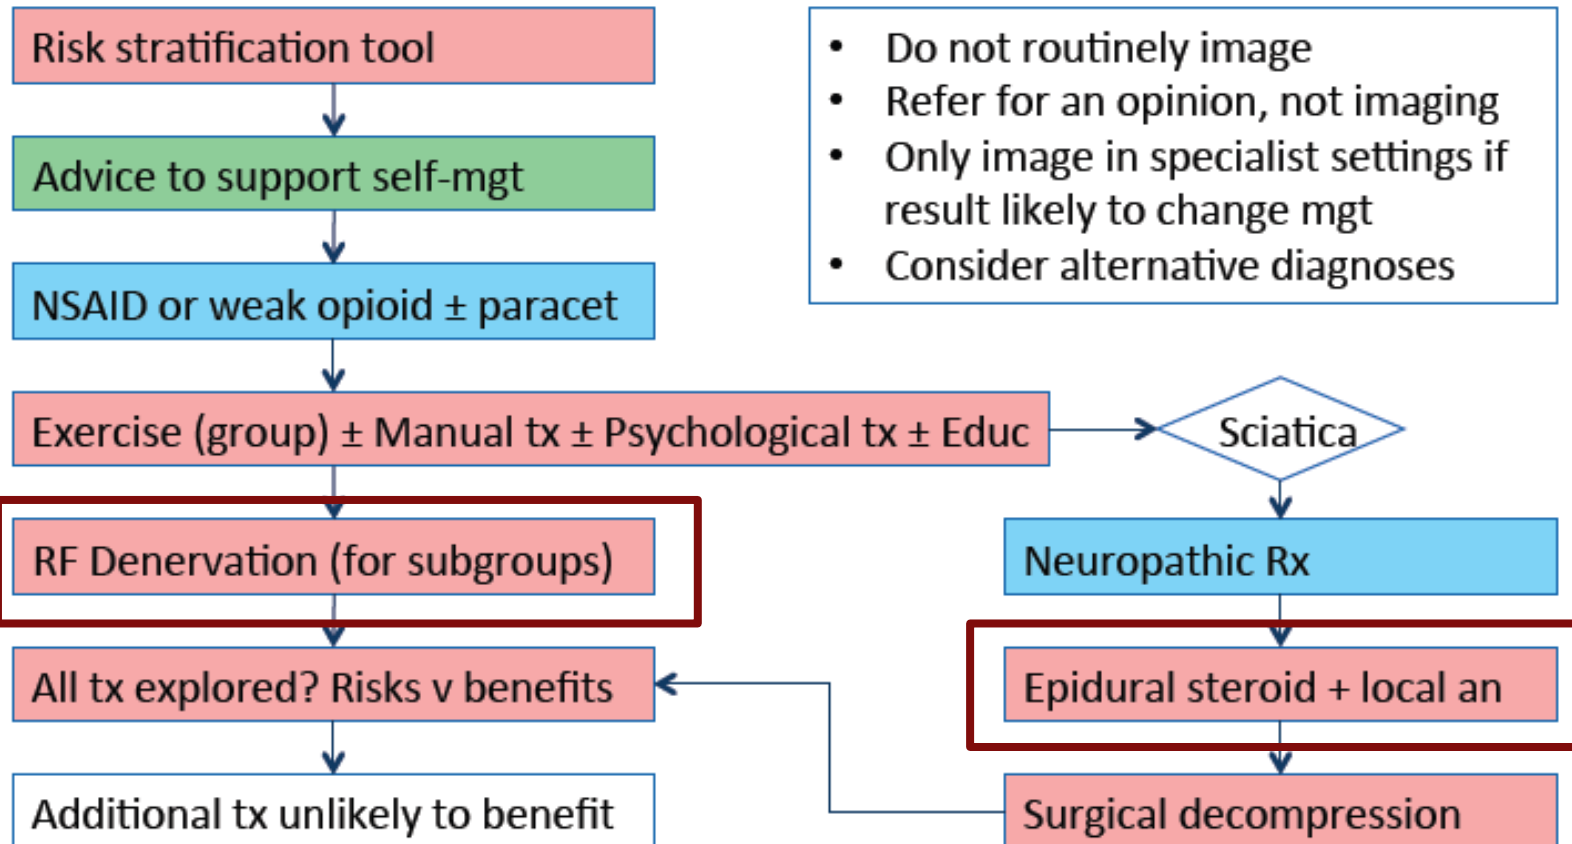 Risk stratification tool
Advice to support self-mgt
NSAID or weak opioid ± paracet
Exercise (group) ± Manual tx ± Psychological tx ± Educ
RF Denervation (for subgroups)
All tx explored? Risks v benefits
Additional tx unlikely to benefit
• Do not routinely image
• Refer for an opinion, not imaging
• Only image in specialist settings if
result likely to change mgt
• Consider alternative diagnoses
Sciatica
Neuropathic Rx
Epidural steroid + local an
Surgical decompression